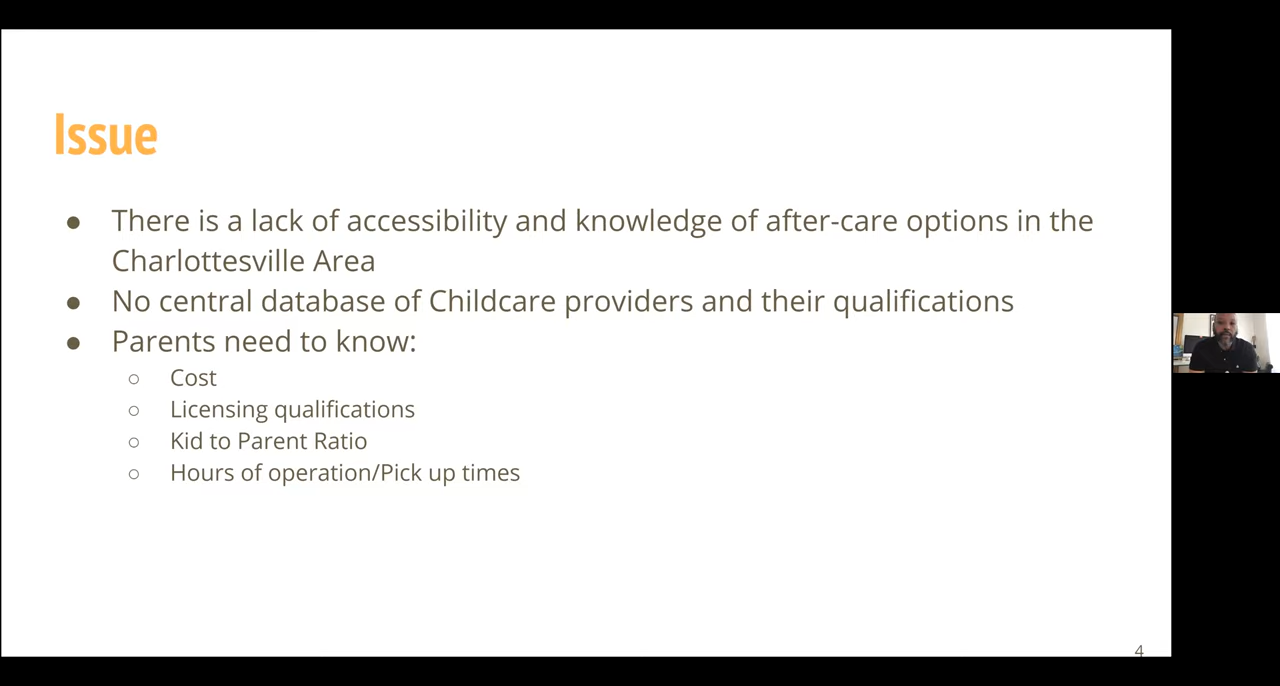 Issue
● There is a lack of accessibility and knowledge of after-care options in the
Charlottesville Area
● No central database of Childcare providers and their qualifications
● Parents need to know:
○ Cost
○ Licensing qualifications
○ Kid to Parent Ratio
○ Hours of operation/Pick up times
4